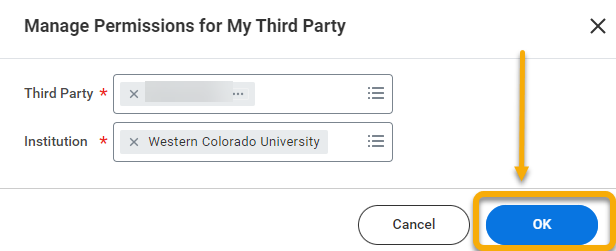 Manage Permissions for My Third Party
Third Party *
Institution * Western Colorado University
Cancel OK